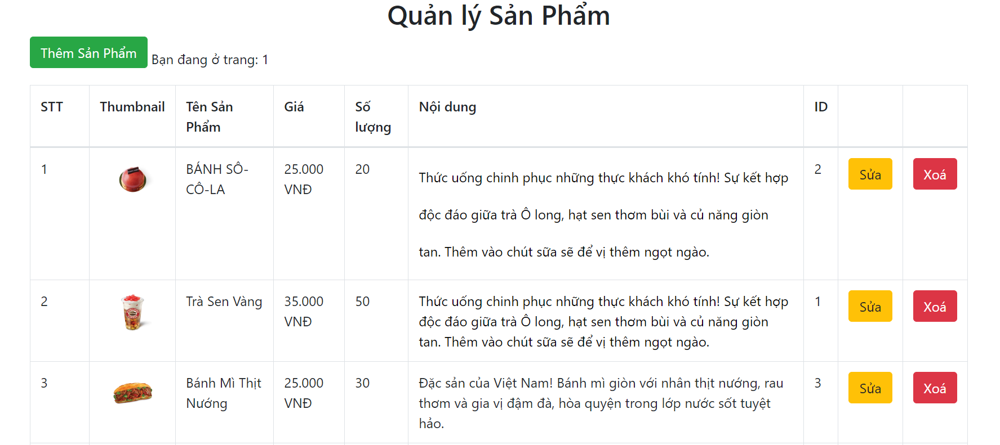 Quản lý Sản Phẩm
Thêm Sản Phẩm
Bạn đang ở trang: 1
STT
Thumbnail
Tên Sản
Phẩm
Giá
Số
lượng
Nội dung
ID
1
BÁNH SÔ-
CÔ-LA
25.000
VNĐ
20
Thức uống chinh phục những thực khách khó tính! Sự kết hợp
độc đáo giữa trà Ô long, hạt sen thơm bùi và củ năng giòn
tan. Thêm vào chút sữa sẽ để vị thêm ngọt ngào.
2
Sửa
Xoá
2
Trà Sen Vàng
35.000
VNĐ
50
Thức uống chinh phục những thực khách khó tính! Sự kết hợp
độc đáo giữa trà Ô long, hạt sen thơm bùi và củ năng giòn
tan. Thêm vào chút sữa sẽ để vị thêm ngọt ngào.
1
Sửa
Xoá
3
Bánh Mì Thịt
Nướng
25.000
VNĐ
30
Đặc sản của Việt Nam! Bánh mì giòn với nhân thịt nướng, rau
thơm và gia vị đậm đà, hòa quyện trong lớp nước sốt tuyệt
hảo.
3
Sửa
Xoá